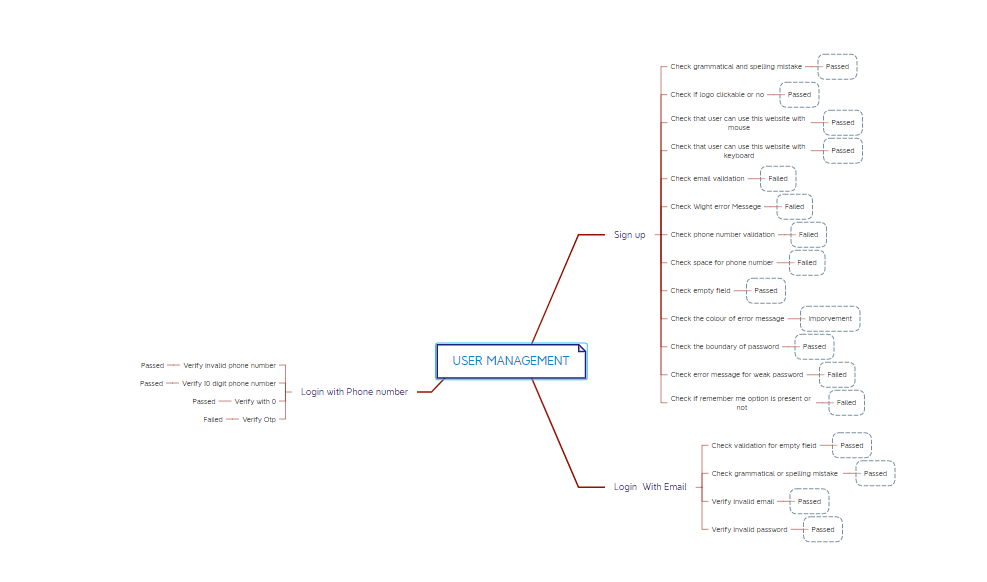 USER MANAGEMENT
Sign up
Check grammatical and spelling mistake
Passed
Check if logo clickable or no
Passed
Check that user can use this website with
mouse
Passed
Check that user can use this website with
keyboard
Passed
Check email validation
Failed
Check Wight error Messege
Failed
Check phone number validation
Failed
Check space for phone number
Failed
Check empty field
Passed
Check the colour of error message
Imporvement
Check the boundary of password
Passed
Check error message for weak password
Failed
Check if remember me option is present or
not
Failed
Login With Email
Check validation for empty field
Passed
Check grammatical or spelling mistake
Passed
Verify invalid email
Passed
Verify invalid password
Passed
Login with Phone number
Verify invalid phone number
Passed
Verify 10 digit phone number
Passed
Verify with 0
Passed
Verify Otp
Failed